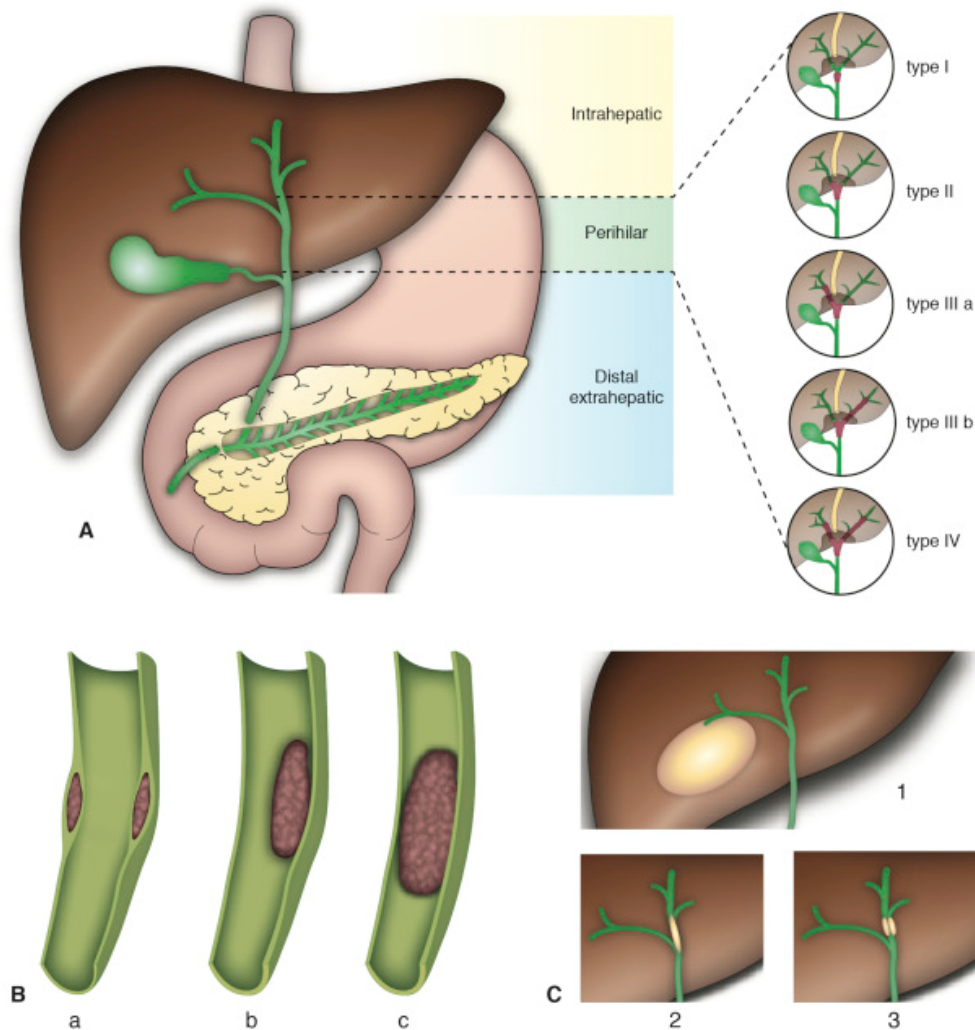 Intrahepatic
Perihilar
Distal
extrahepatic
A
type I
type II
type III a
type III b
type IV
B
a
b
c
C
1
2
3